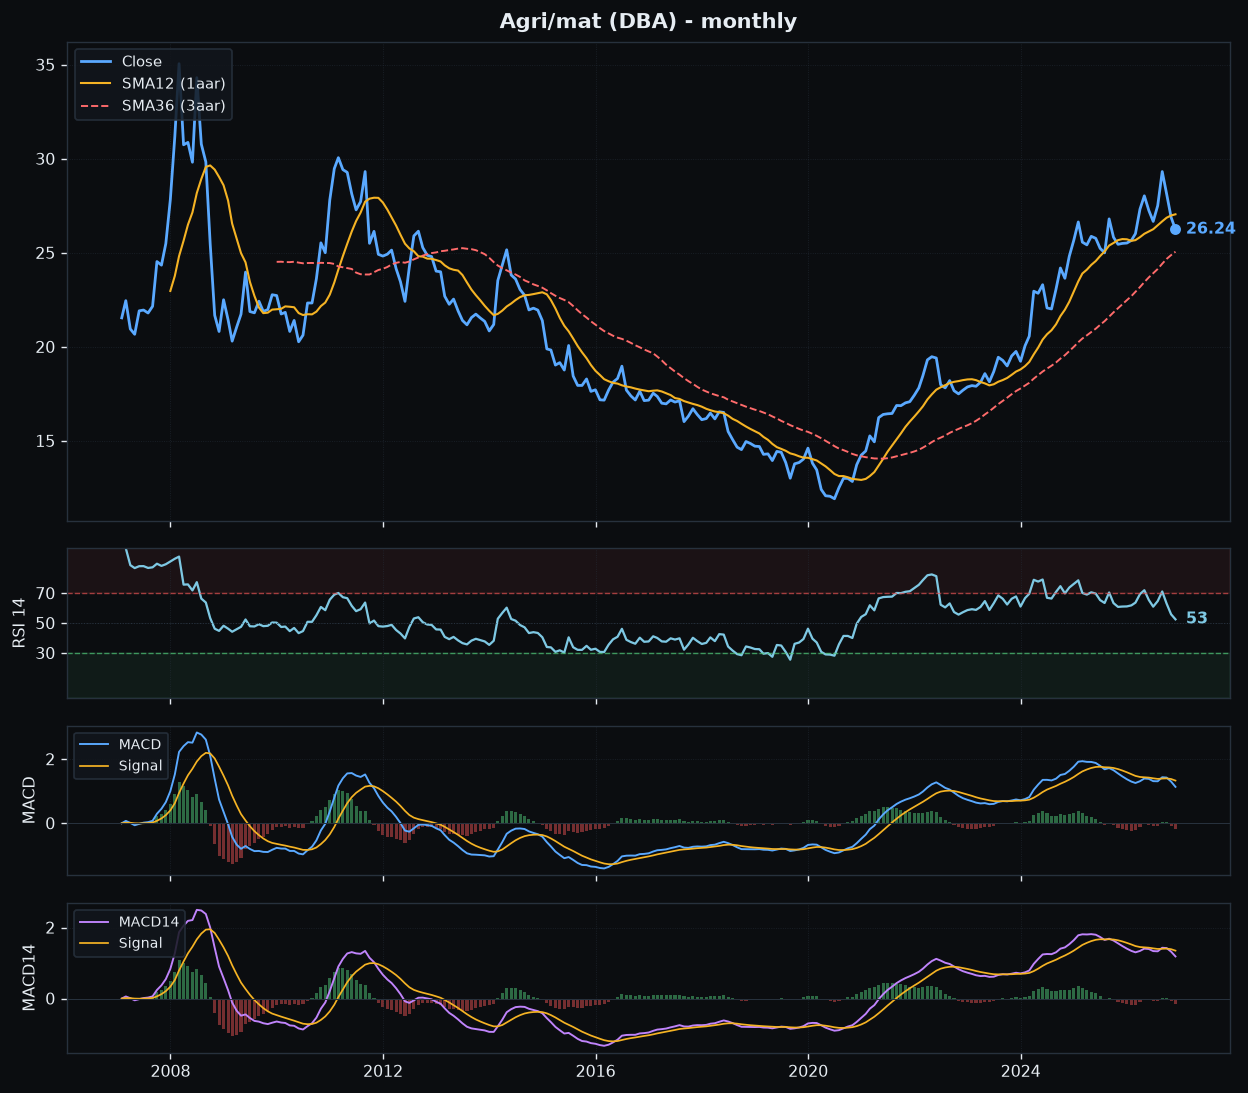 Agri/mat (DBA) - monthly
Close
SMA12 (1aar)
SMA36 (3aar)
35
30
25
20
15
26.24
RSI 14
70
50
30
53
MACD
Signal
MACD
2
0
MACD14
Signal
MACD14
2
0
2008
2012
2016
2020
2024